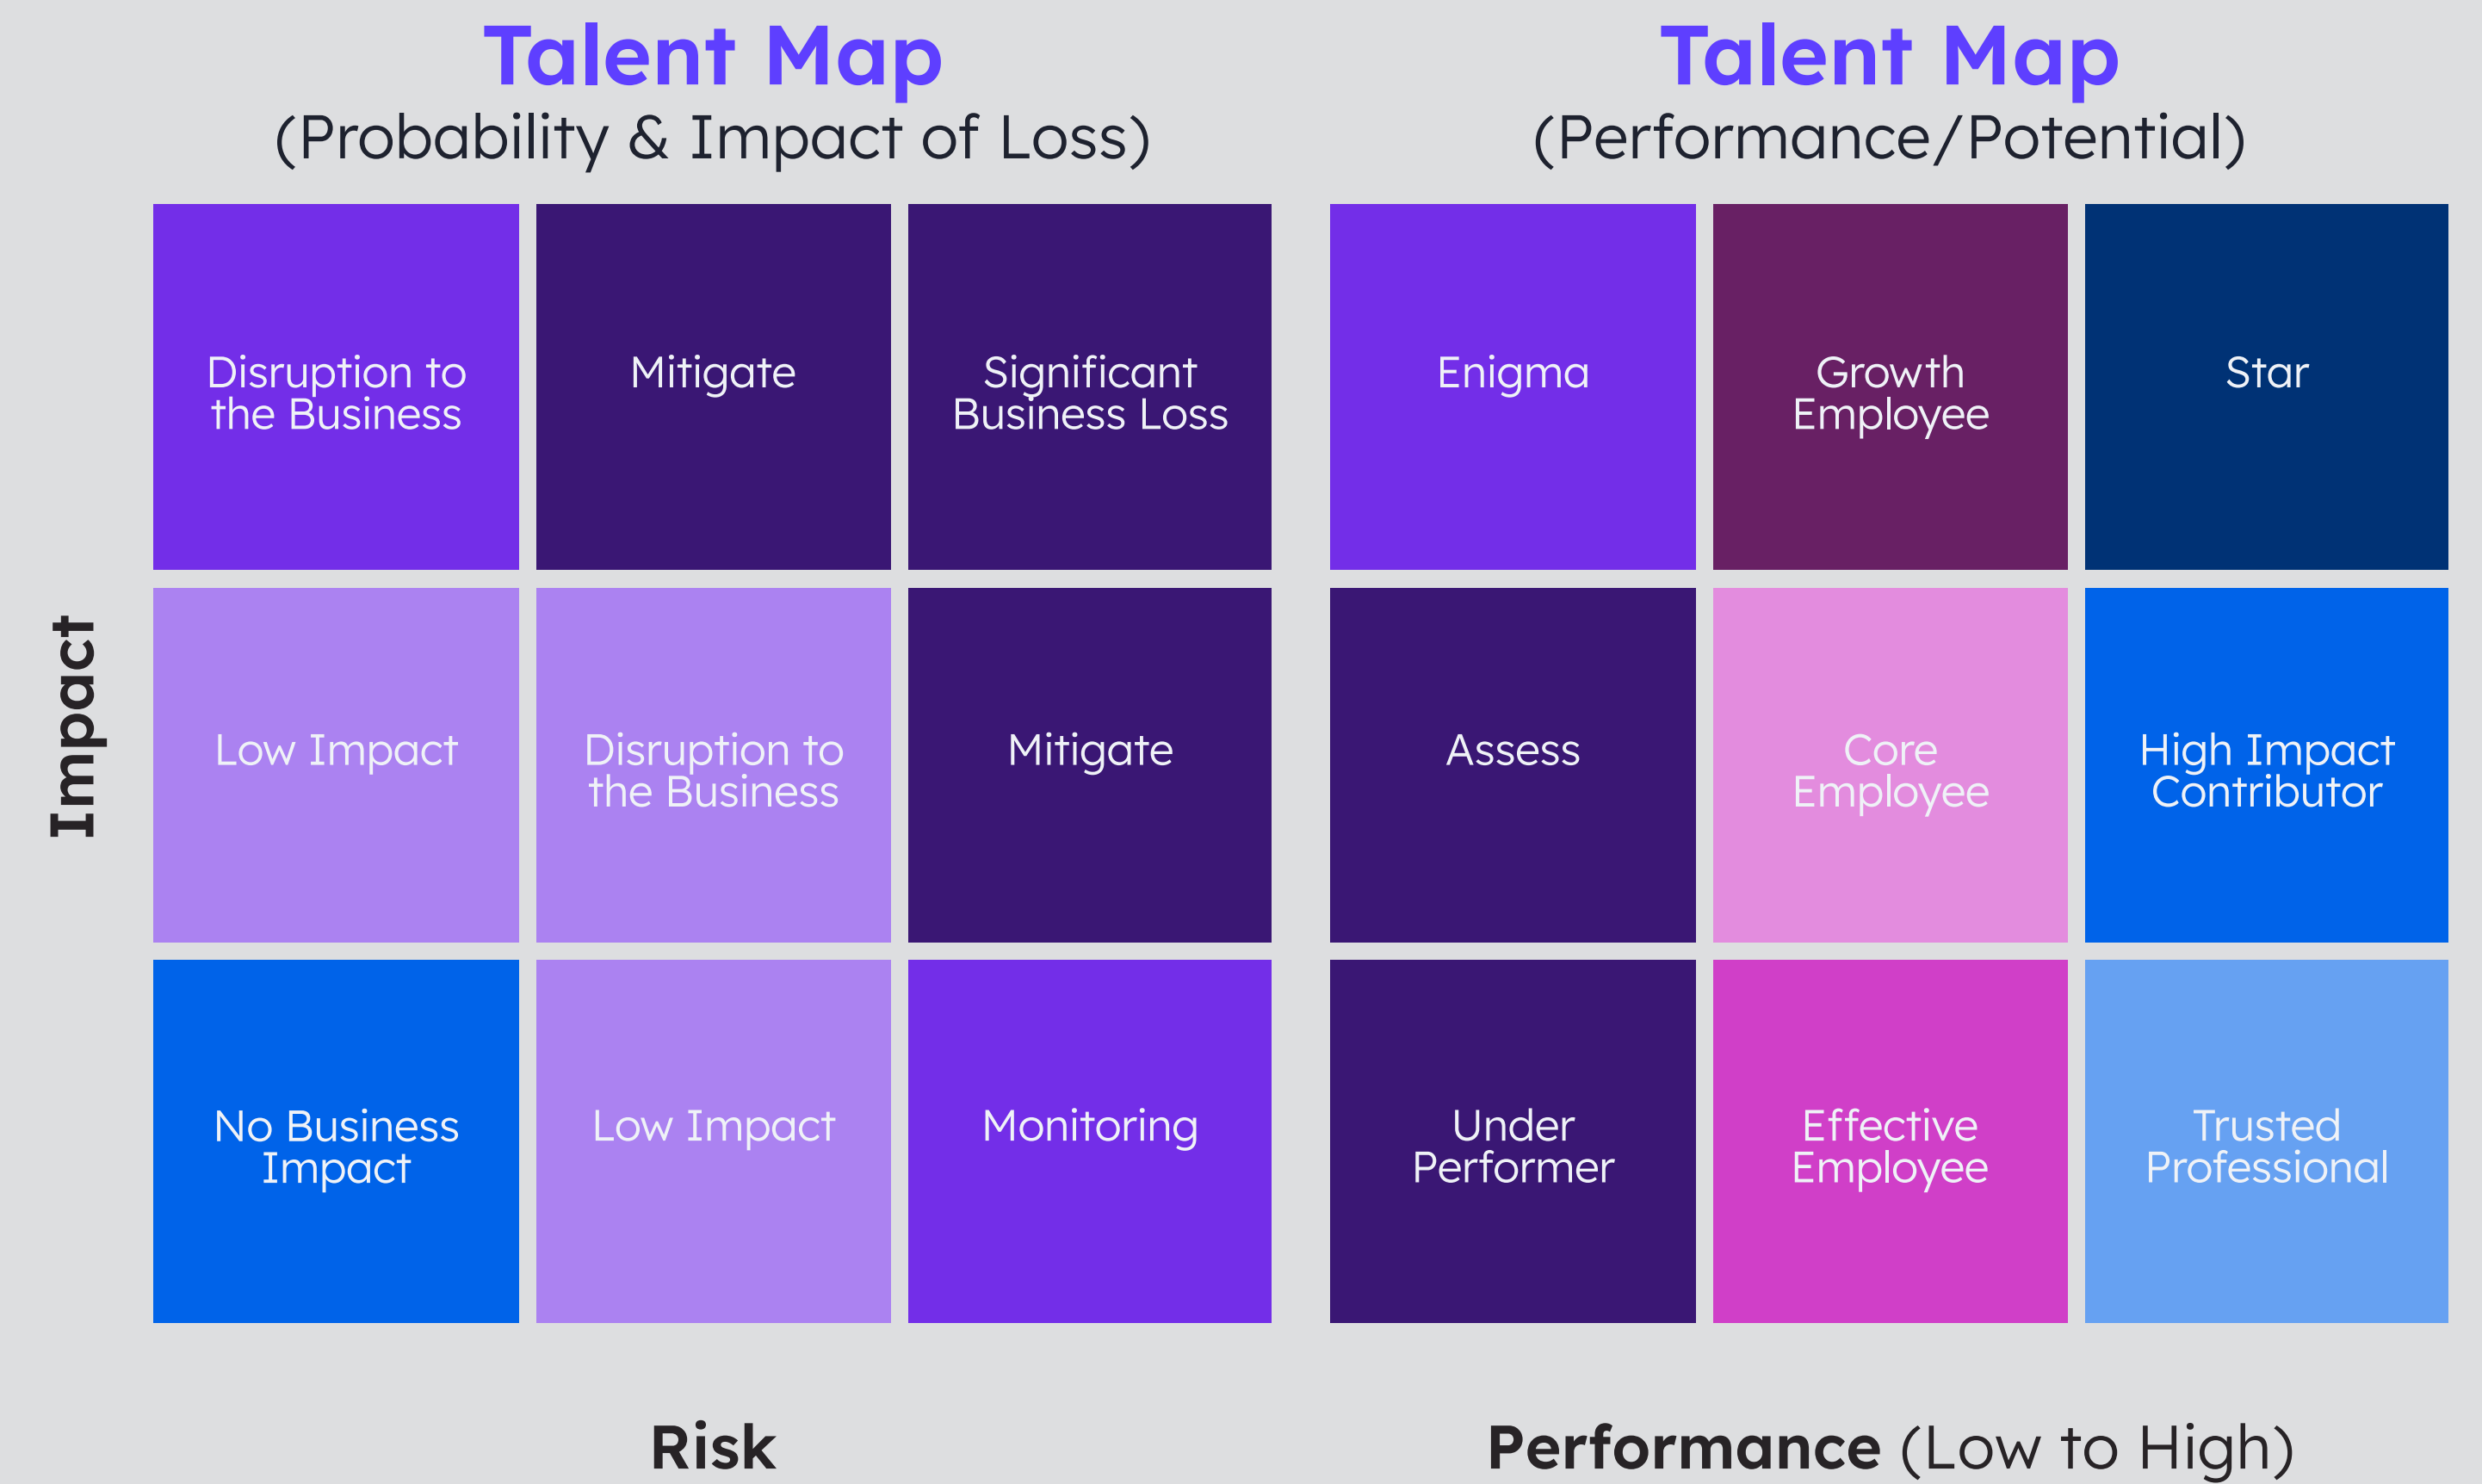 Talent Map
(Probability & Impact of Loss)
Impact
Disruption to
the Business
Mitigate
Significant
Business Loss
Low Impact
Disruption to
the Business
Mitigate
No Business
Impact
Low Impact
Monitoring
Risk
Talent Map
(Performance/Potential)
Enigma
Growth
Employee
Star
Assess
Core
Employee
High Impact
Contributor
Under
Performer
Effective
Employee
Trusted
Professional
Performance (Low to High)